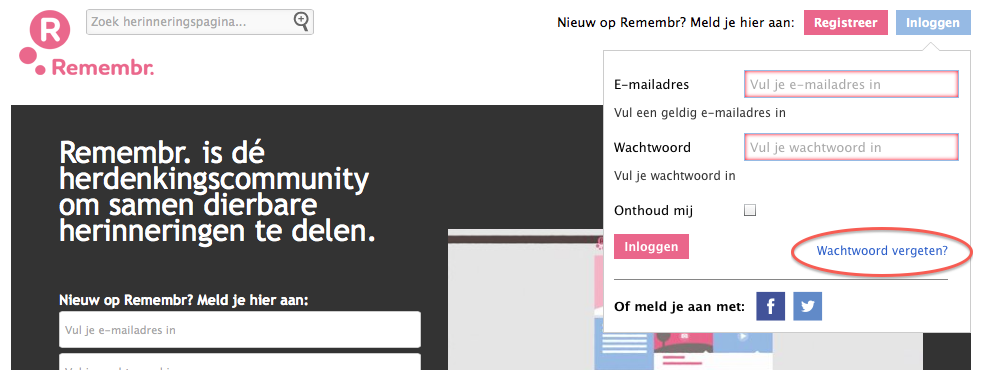 R
Remembr.
Zoek herinneringspagina...
Nieuw op Remembr? Meld je hier aan:
Registreer
Inloggen
E-mailadres
Vul je e-mailadres in
Vul een geldig e-mailadres in
Wachtwoord
Vul je wachtwoord in
Vul je wachtwoord in
Onthoud mij
Inloggen
Wachtwoord vergeten?
Of meld je aan met:
f
Remembr. is dé
herdenkingscommunity
om samen dierbare
herinneringen te delen.
Nieuw op Remembr? Meld je hier aan:
Vul je e-mailadres in